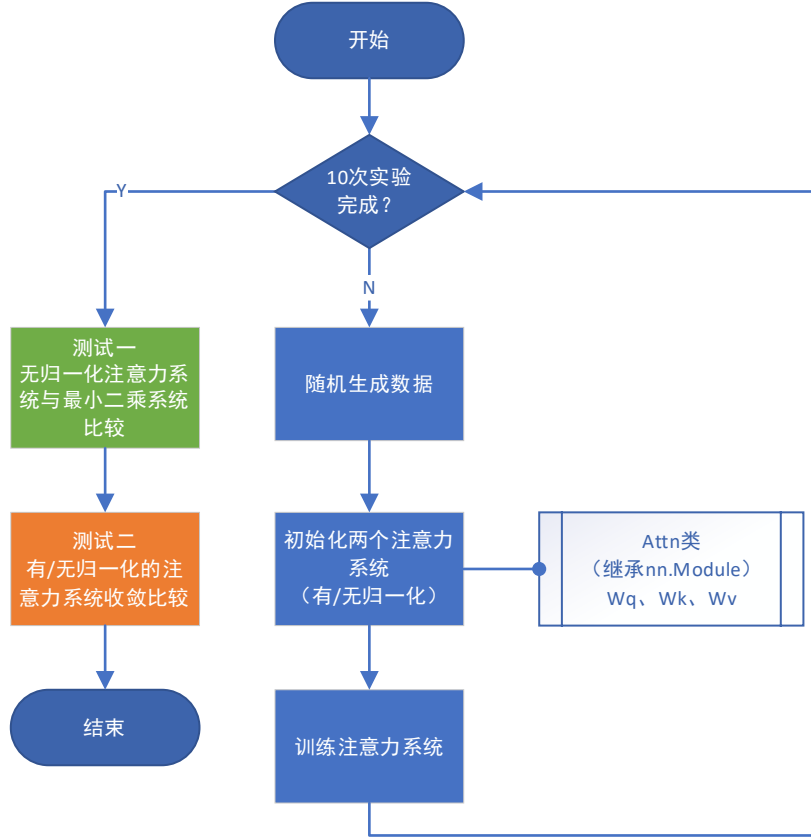 开始
10次实验
完成？
Y
N
测试一
无归一化注意力系
统与最小二乘系统
比较
随机生成数据
测试二
有/无归一化的注
意力系统收敛比较
初始化两个注意力
系统
（有/无归一化）
Attn类
（继承nn.Module）
Wq、Wk、Wv
结束
训练注意力系统